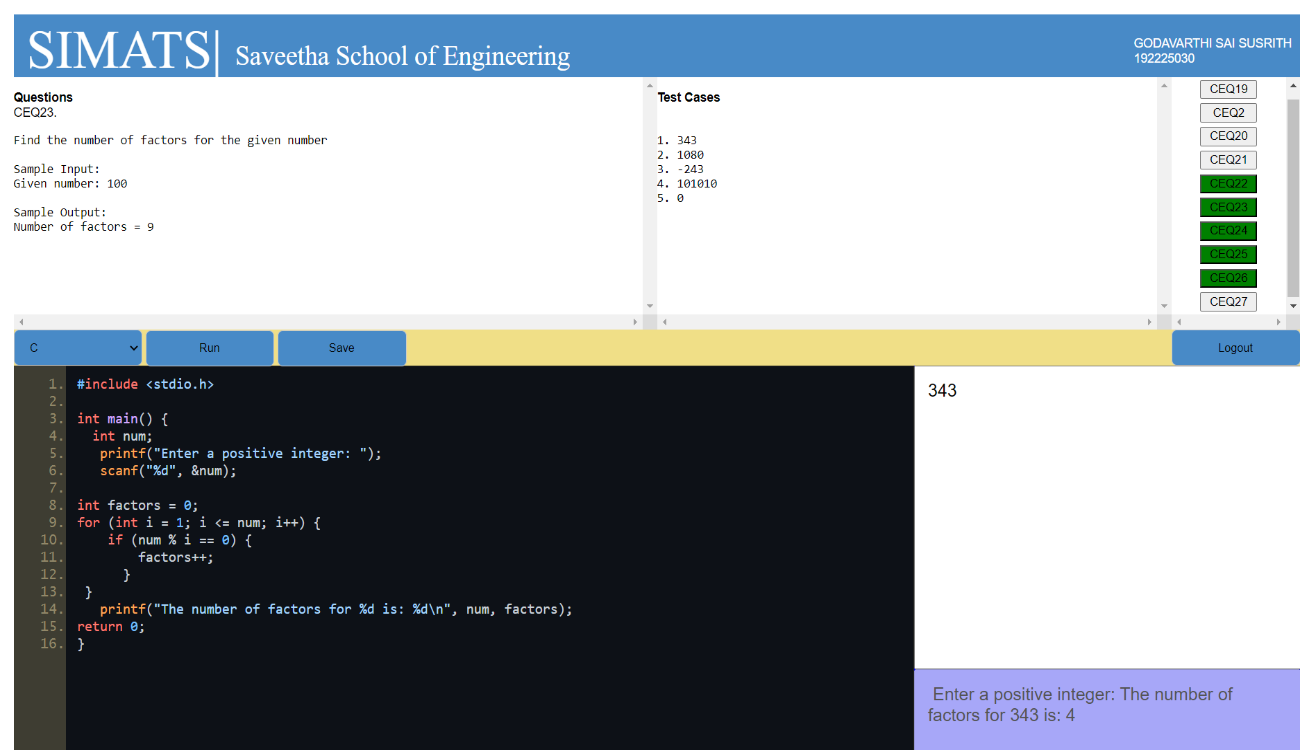 SIMATS| Saveetha School of Engineering
GODAVARTHI SAI SUSRITH
192225030
Questions
CEQ23.
Find the number of factors for the given number
Sample Input:
Given number: 100
Sample Output:
Number of factors = 9
Test Cases
1. 343
2. 1080
3. -243
4. 101010
5. 0
CEQ19
CEQ2
CEQ20
CEQ21
CEQ22
CEQ23
CEQ24
CEQ25
CEQ26
CEQ27
C
Run
Save
Logout
1. #include <stdio.h>
2.
3. int main() {
4.   int num;
5.    printf("Enter a positive integer: ");
6.    scanf("%d", &num);
7.
8. int factors = 0;
9. for (int i = 1; i <= num; i++) {
10.     if (num % i == 0) {
11.         factors++;
12.       }
13.  }
14.    printf("The number of factors for %d is: %d\n", num, factors);
15. return 0;
16. }
343
Enter a positive integer: The number of
factors for 343 is: 4